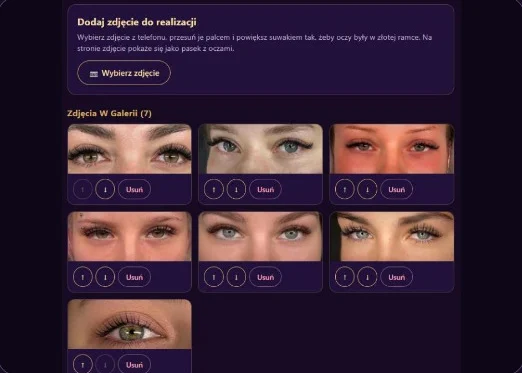 Dodaj zdjęcie do realizacji
Wybierz zdjęcie z telefonu, przesuń je palcem i powiększ suwakiem tak, żeby oczy były w złotej ramce. Na
stronie zdjęcie pokaże się jako pasek z oczami.
Wybierz zdjęcie
Zdjęcia W Galerii (7)
↑ ↓ Usuń ↑ ↓ Usuń ↑ ↓ Usuń
↑ ↓ Usuń ↑ ↓ Usuń ↑ ↓ Usuń
↑ ↓ Usuń